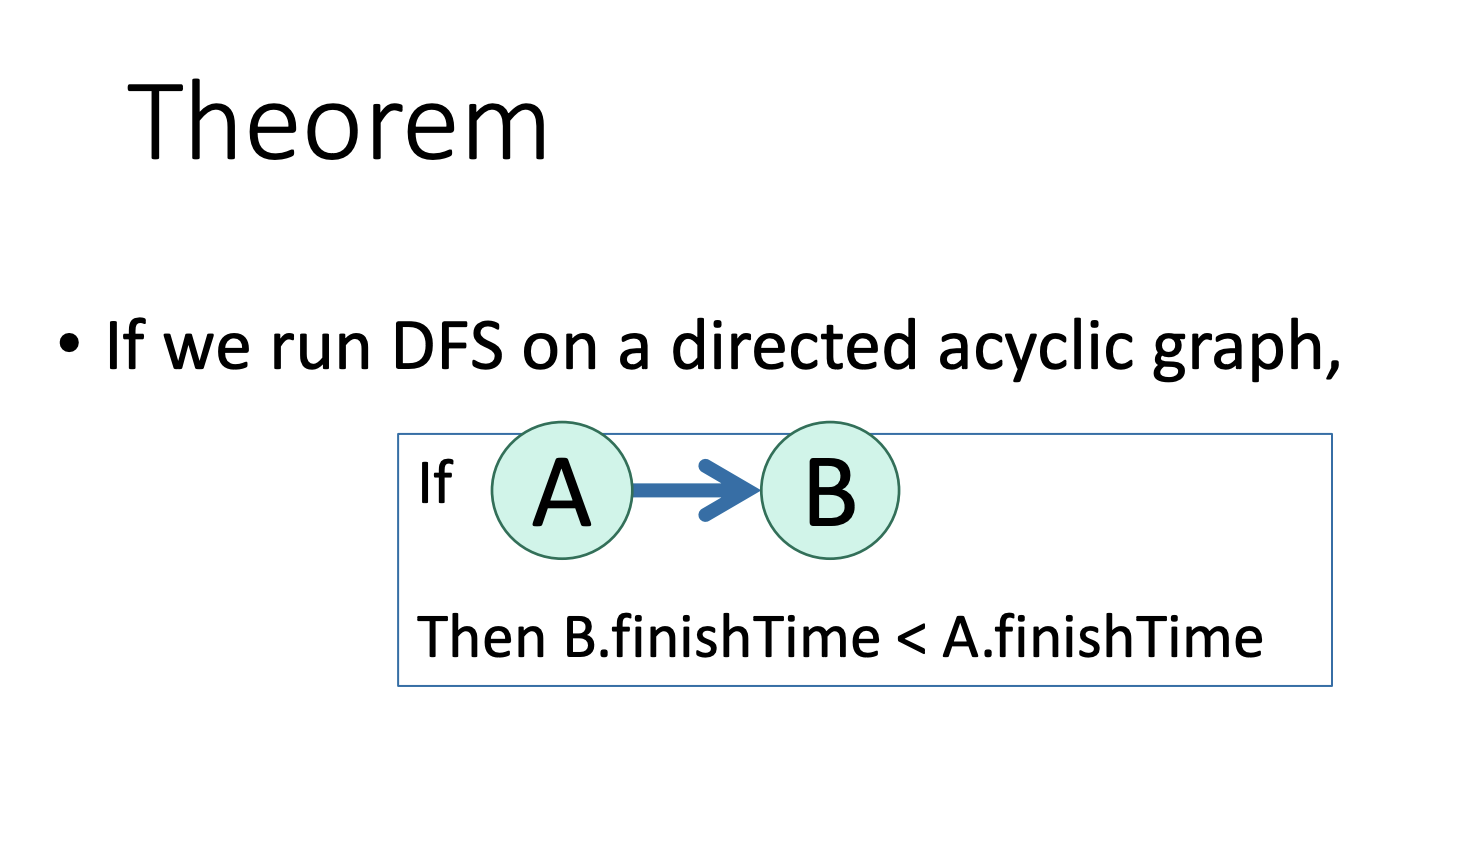 Theorem
• If we run DFS on a directed acyclic graph,
If A B
Then B.finishTime < A.finishTime